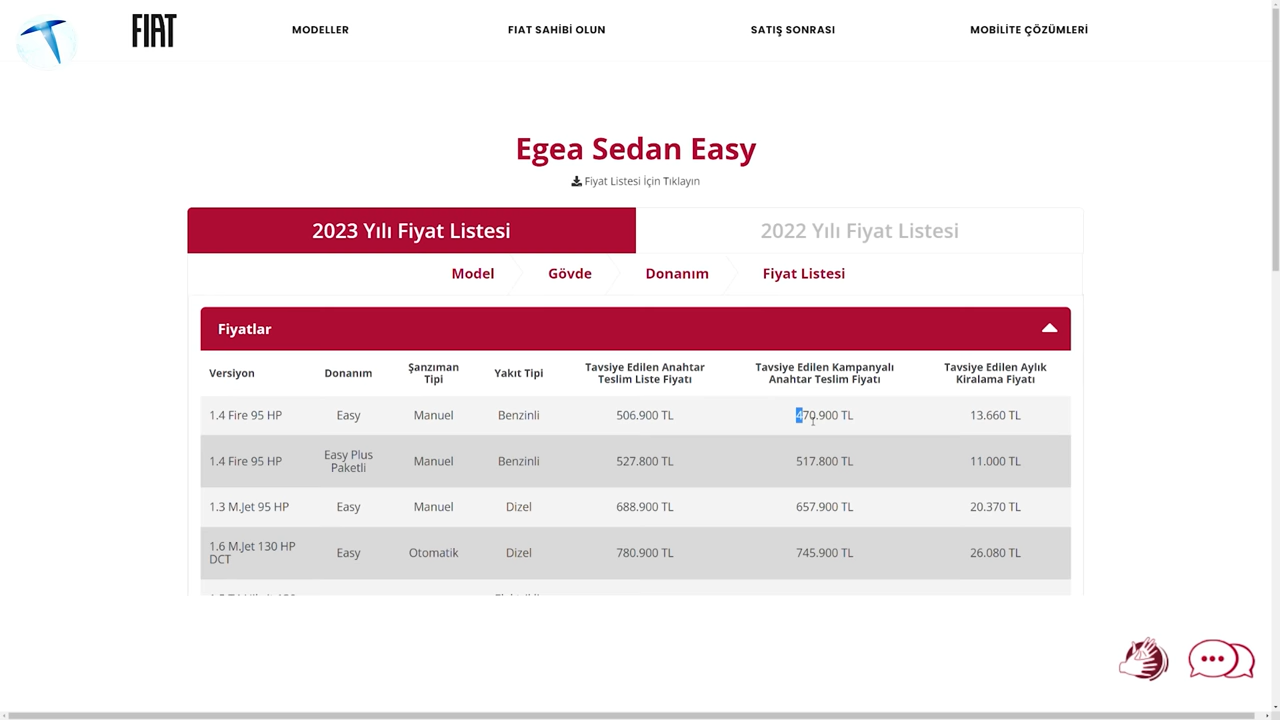 FIAT
MODELLER
FIAT SAHİBİ OLUN
SATIŞ SONRASI
MOBİLİTE ÇÖZÜMLERİ
Egea Sedan Easy
Fiyat Listesi İçin Tıklayın
2023 Yılı Fiyat Listesi
2022 Yılı Fiyat Listesi
Model
Gövde
Donanım
Fiyat Listesi
Fiyatlar
Versiyon
Donanım
Şanzıman
Tipi
Yakıt Tipi
Tavsiye Edilen Anahtar
Teslim Liste Fiyatı
Tavsiye Edilen Kampanyalı
Anahtar Teslim Fiyatı
Tavsiye Edilen Aylık
Kiralama Fiyatı
1.4 Fire 95 HP
Easy
Manuel
Benzinli
506.900 TL
470.900 TL
13.660 TL
1.4 Fire 95 HP
Easy Plus
Paketli
Manuel
Benzinli
527.800 TL
517.800 TL
11.000 TL
1.3 M.Jet 95 HP
Easy
Manuel
Dizel
688.900 TL
657.900 TL
20.370 TL
1.6 M.Jet 130 HP
DCT
Easy
Otomatik
Dizel
780.900 TL
745.900 TL
26.080 TL